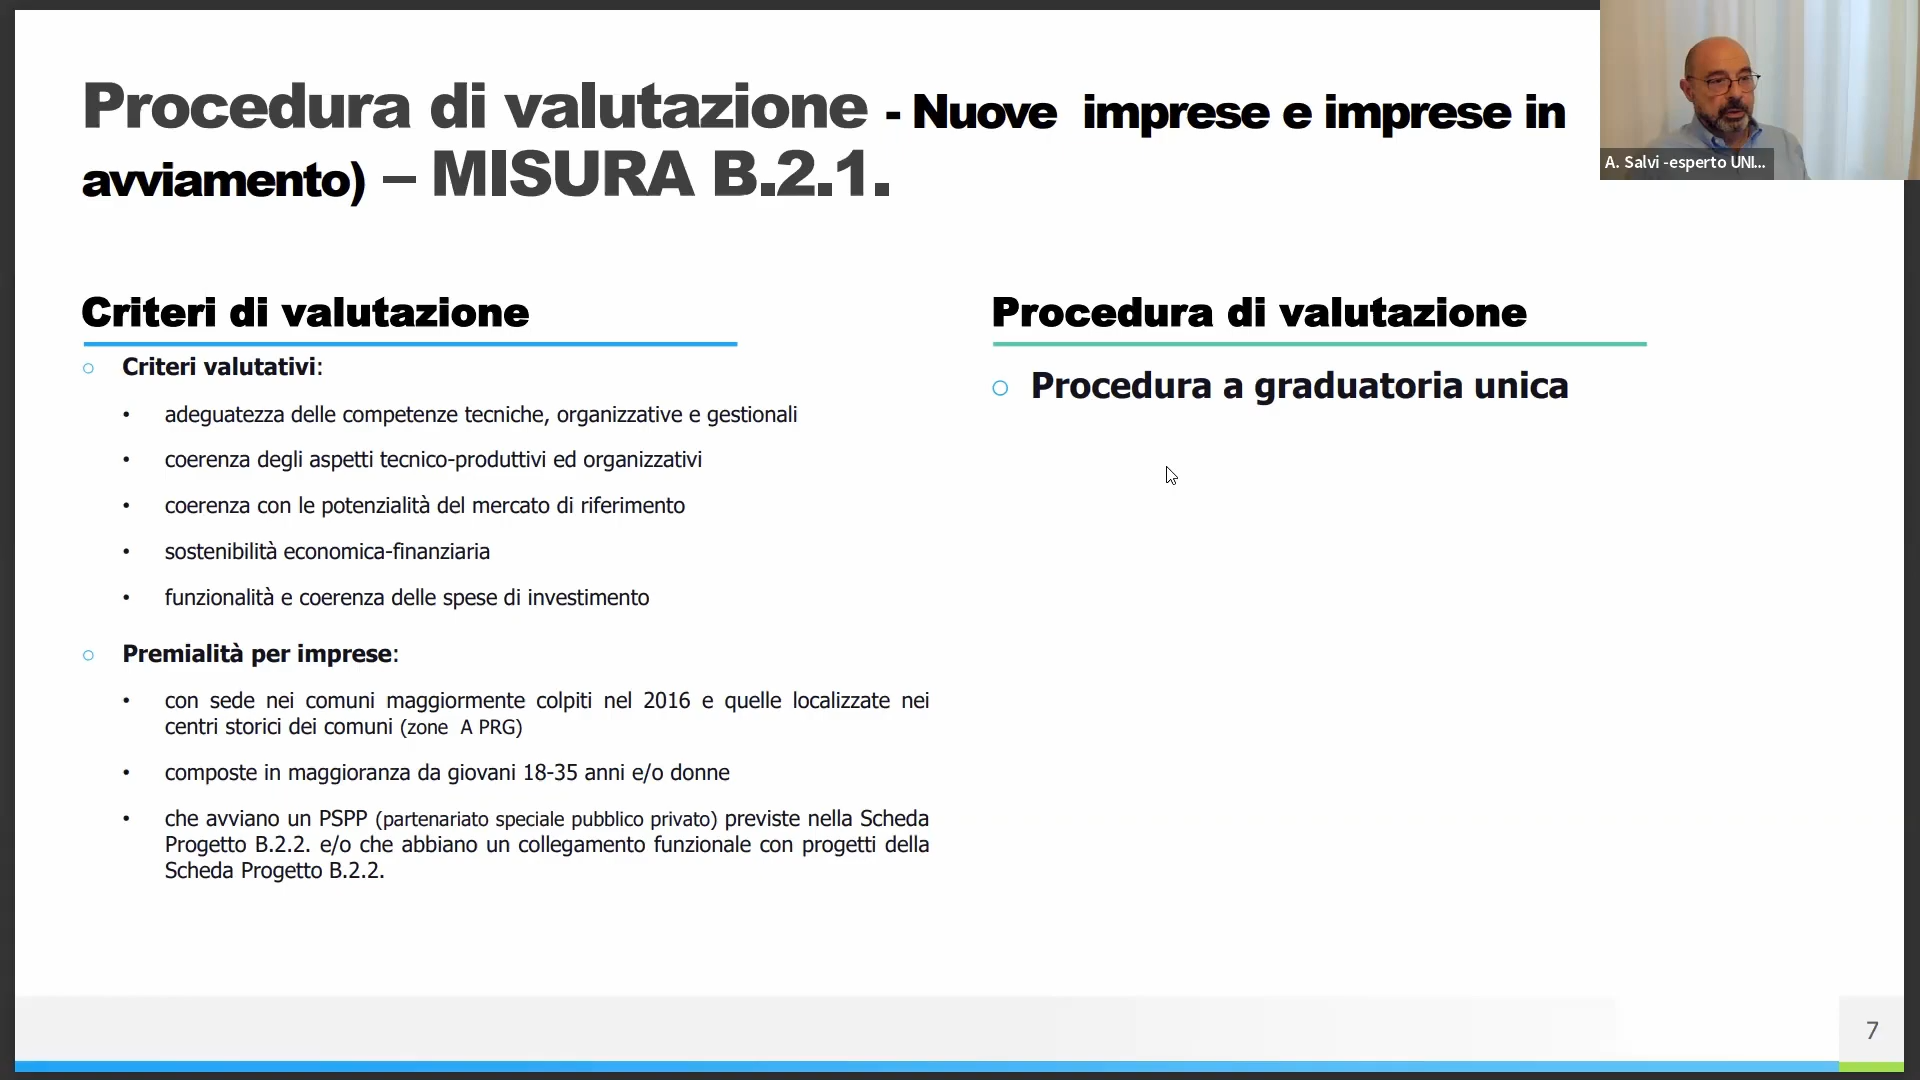 Procedura di valutazione - Nuove imprese e imprese in
avviamento) – MISURA B.2.1.
A. Salvi -esperto UNI...
Criteri di valutazione
Criteri valutativi:
• adeguatezza delle competenze tecniche, organizzative e gestionali
• coerenza degli aspetti tecnico-produttivi ed organizzativi
• coerenza con le potenzialità del mercato di riferimento
• sostenibilità economica-finanziaria
• funzionalità e coerenza delle spese di investimento
Premialità per imprese:
• con sede nei comuni maggiormente colpiti nel 2016 e quelle localizzate nei
centri storici dei comuni (zone A PRG)
• composte in maggioranza da giovani 18-35 anni e/o donne
• che avviano un PSPP (partenariato speciale pubblico privato) previste nella Scheda
Progetto B.2.2. e/o che abbiano un collegamento funzionale con progetti della
Scheda Progetto B.2.2.
Procedura di valutazione
Procedura a graduatoria unica
7